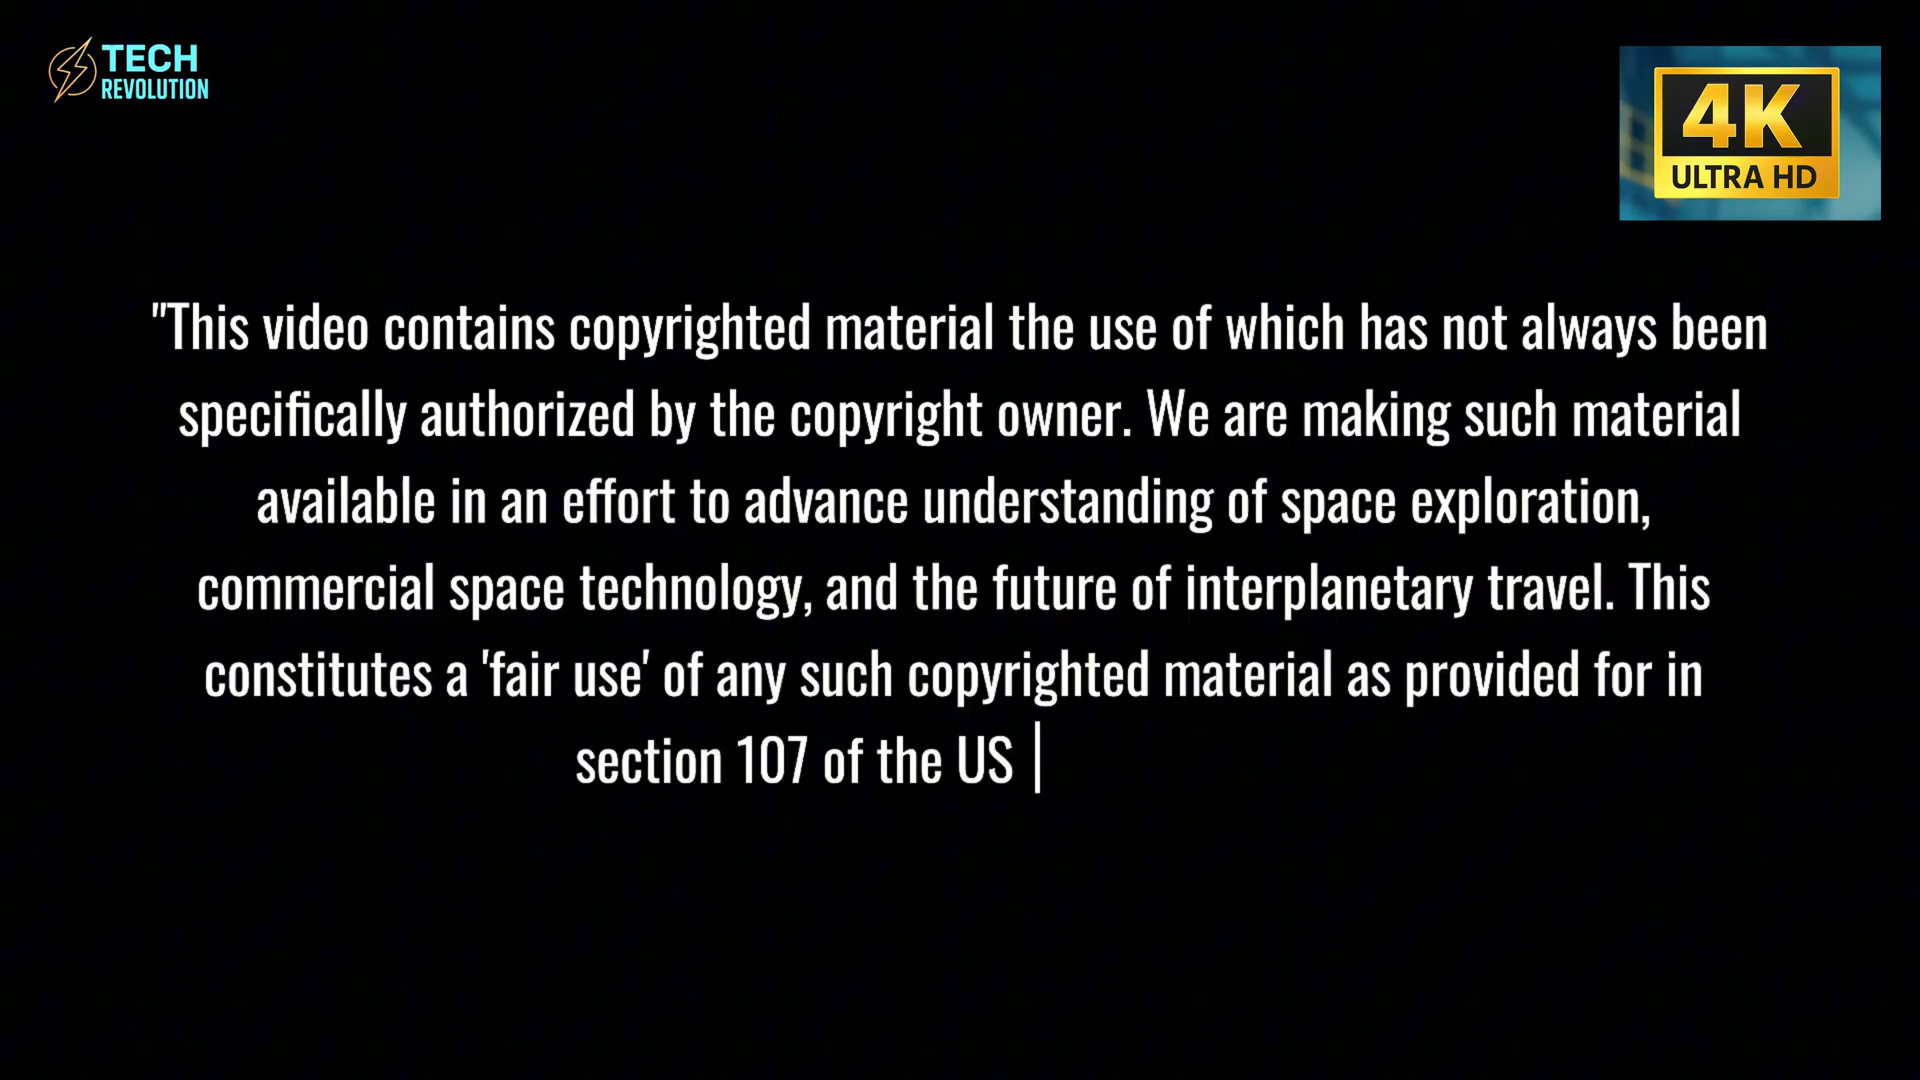 TECH
REVOLUTION
4K
ULTRA HD
"This video contains copyrighted material the use of which has not always been
specifically authorized by the copyright owner. We are making such material
available in an effort to advance understanding of space exploration,
commercial space technology, and the future of interplanetary travel. This
constitutes a 'fair use' of any such copyrighted material as provided for in
section 107 of the US